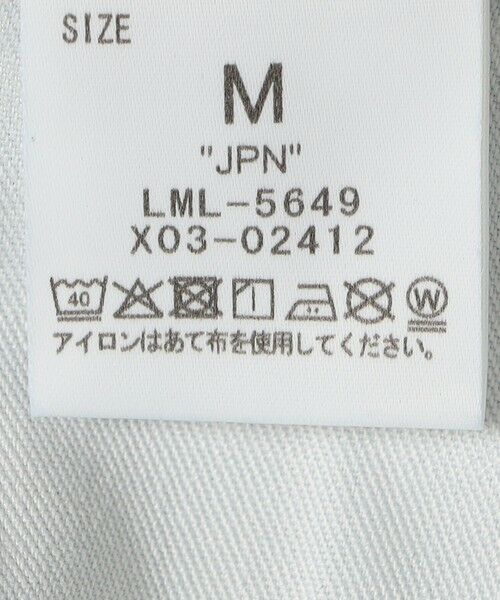 SIZE
M
"JPN"
LML-5649
X03-02412
40 W
アイロンはあて布を使用してください。